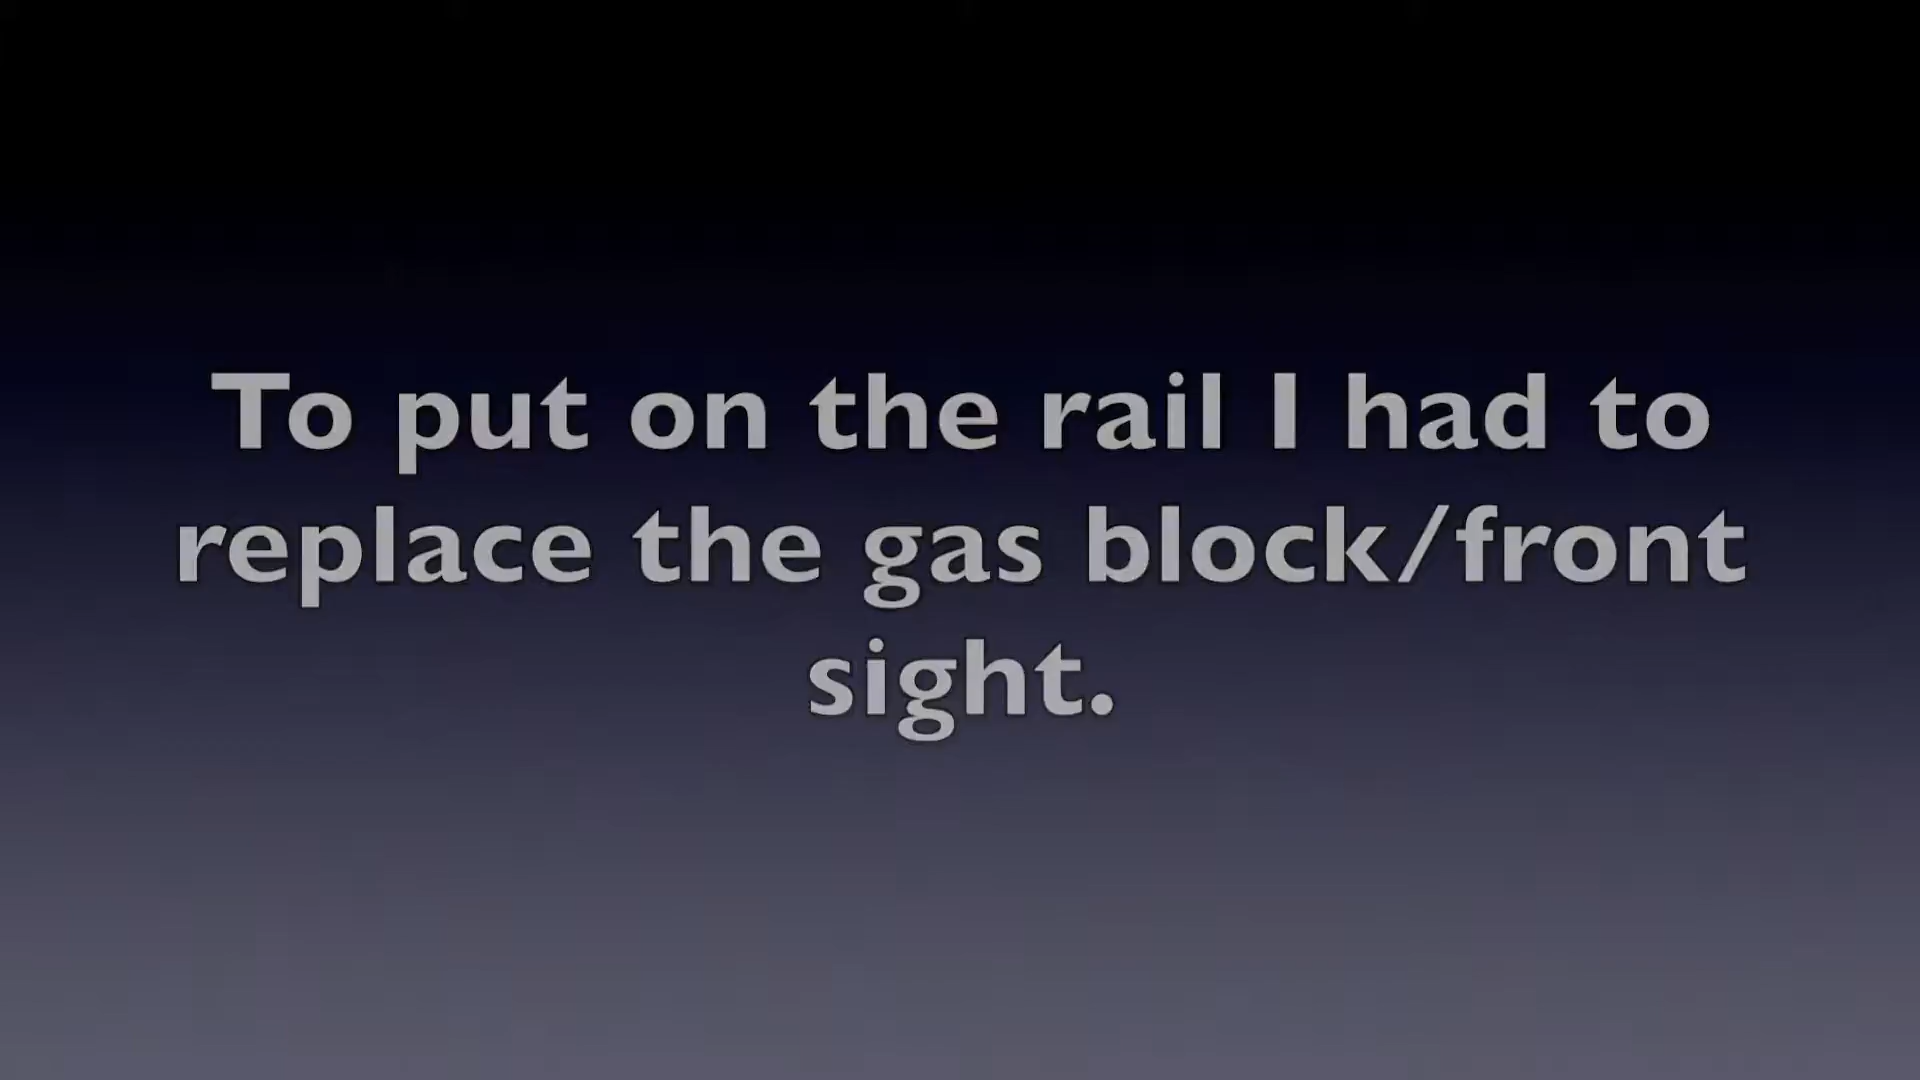 To put on the rail I had to
replace the gas block/front
sight.